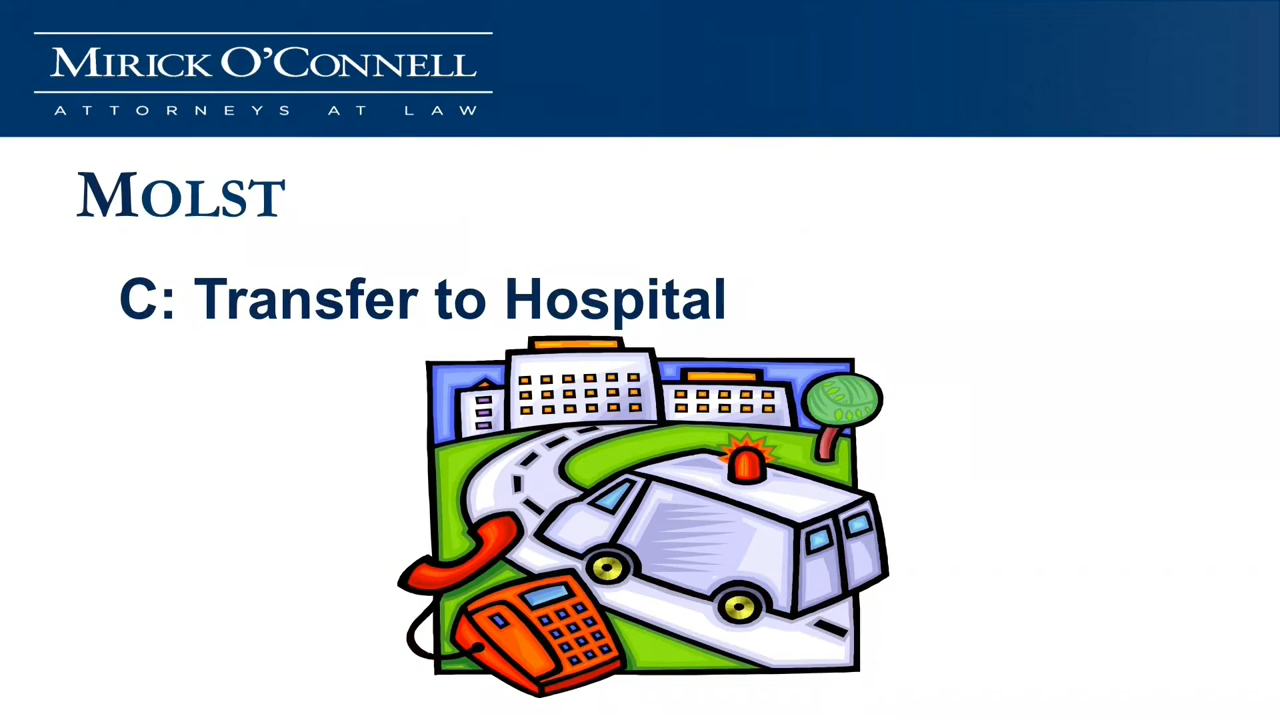 MIRICK O'CONNELL
ATTORNEYS AT LAW
MOLST
C: Transfer to Hospital